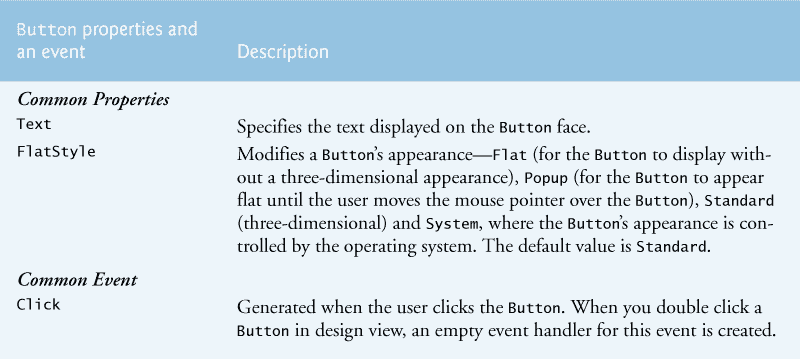 Button properties and
an event
Description
Common Properties
Text
Specifies the text displayed on the Button face.
FlatStyle
Modifies a Button's appearance—Flat (for the Button to display with-
out a three-dimensional appearance), Popup (for the Button to appear
flat until the user moves the mouse pointer over the Button), Standard
(three-dimensional) and System, where the Button's appearance is con-
trolled by the operating system. The default value is Standard.
Common Event
Click
Generated when the user clicks the Button. When you double click a
Button in design view, an empty event handler for this event is created.